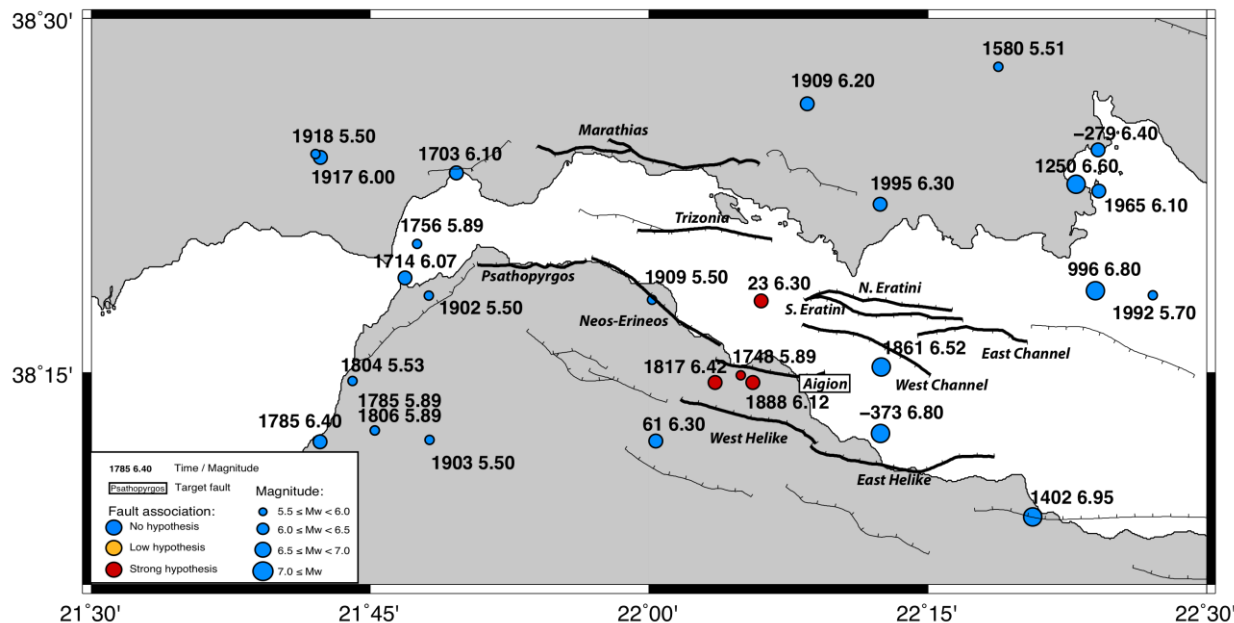 38°30'
1580 5.51
1909 6.20
Marathias
−279 6.40
1918 5.50
1703 6.10
1250 6.60
1917 6.00
1995 6.30
1965 6.10
Trizonia
1756 5.89
1714 6.07
996 6.80
Psathopyrgos
1909 5.50
23 6.30
N. Eratini
1902 5.50
S. Eratini
1992 5.70
Neos-Erineos
1861 6.52
East Channel
1748 5.89
1804 5.53
1817 6.42
38°15'
Aigion
West Channel
1785 5.89
1888 6.12
1785 6.40
1806 5.89
61 6.30
−373 6.80
West Helike
1903 5.50
East Helike
1402 6.95
1785 6.40 Time / Magnitude
Psathopyrgos Target fault
Magnitude:
Fault association:
5.5 ≤ Mw < 6.0
No hypothesis
6.0 ≤ Mw < 6.5
Low hypothesis
6.5 ≤ Mw < 7.0
Strong hypothesis
7.0 ≤ Mw
21°30'
21°45'
22°00'
22°15'
22°30'